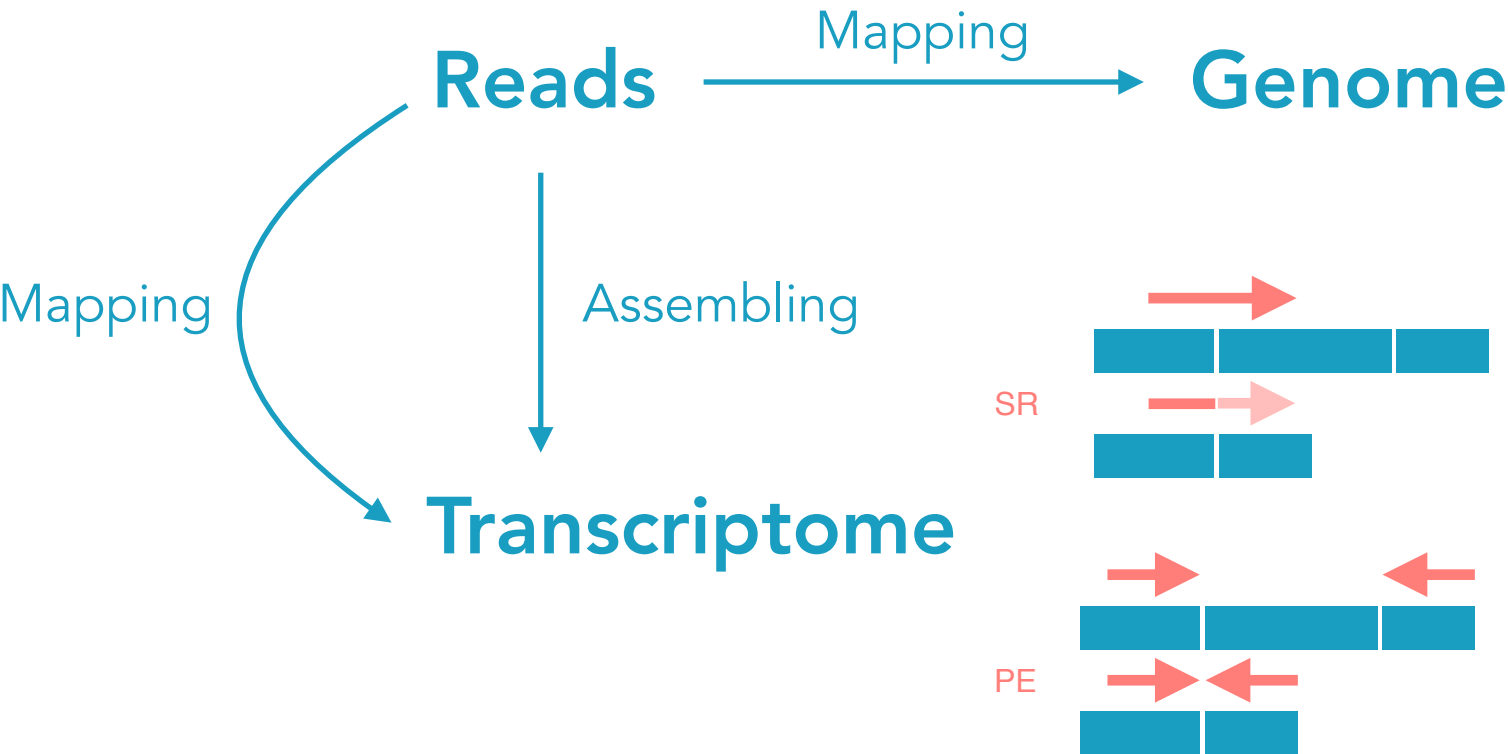 Mapping
Reads
Genome
Mapping
Assembling
SR
Transcriptome
PE